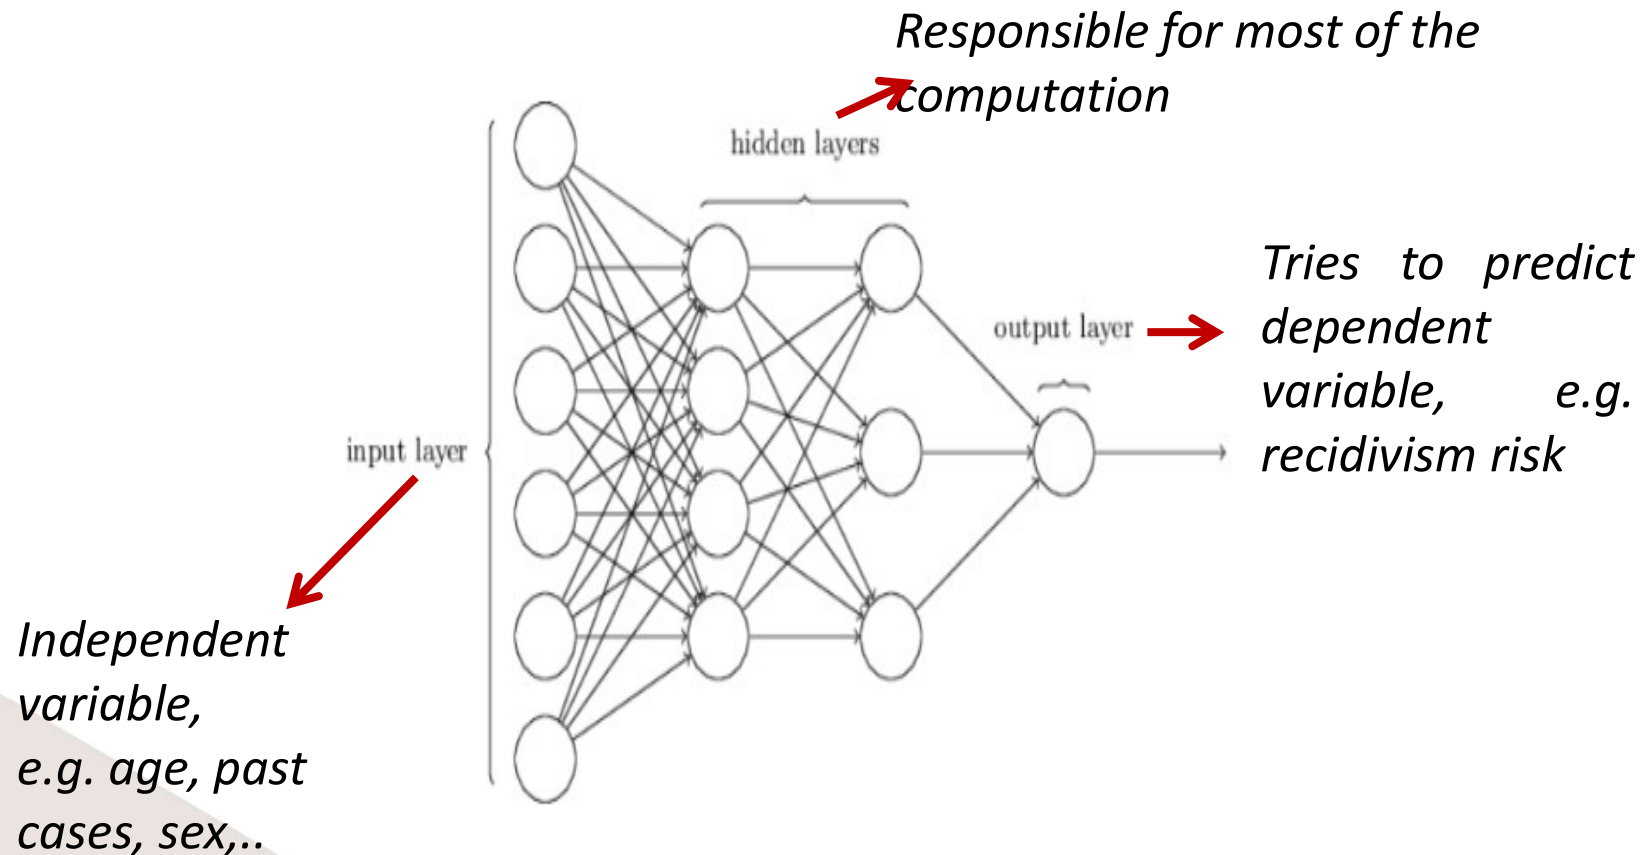 Responsible for most of the
computation
hidden layers
Tries to predict
dependent
variable, e.g.
recidivism risk
output layer
input layer
Independent
variable,
e.g. age, past
cases, sex,..